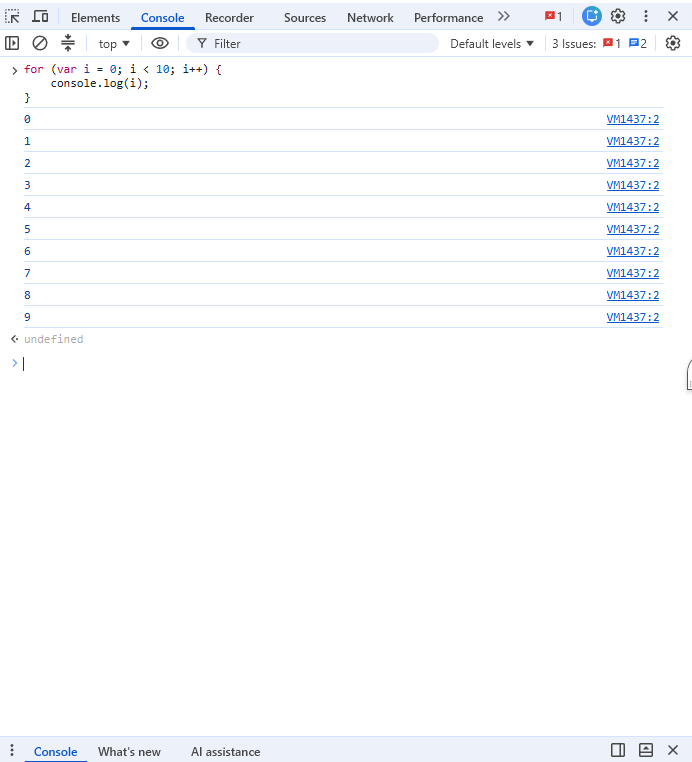 Elements Console Recorder Sources Network Performance 1
top Filter Default levels 3 Issues: 1 2
for (var i = 0; i < 10; i++) {
    console.log(i);
}
0 VM1437:2
1 VM1437:2
2 VM1437:2
3 VM1437:2
4 VM1437:2
5 VM1437:2
6 VM1437:2
7 VM1437:2
8 VM1437:2
9 VM1437:2
undefined
Console What's new AI assistance